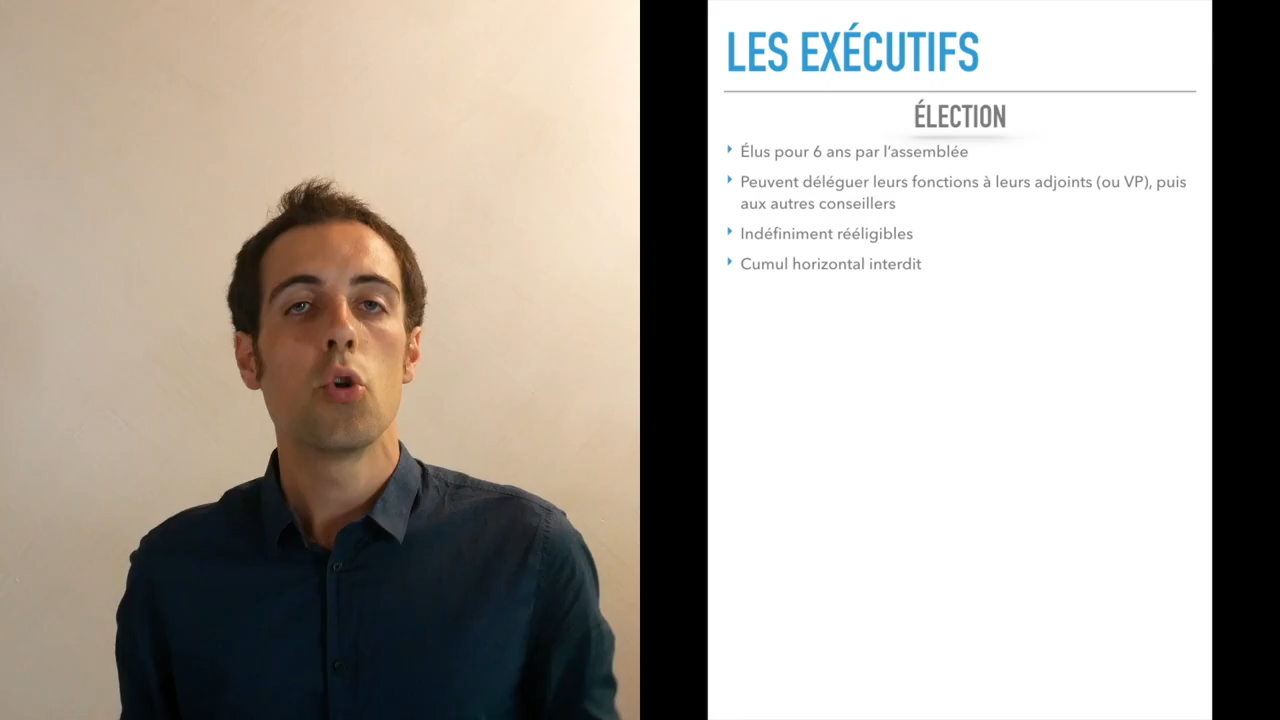 LES EXÉCUTIFS
ÉLECTION
Élus pour 6 ans par l'assemblée
Peuvent déléguer leurs fonctions à leurs adjoints (ou VP), puis
aux autres conseillers
Indéfiniment rééligibles
Cumul horizontal interdit